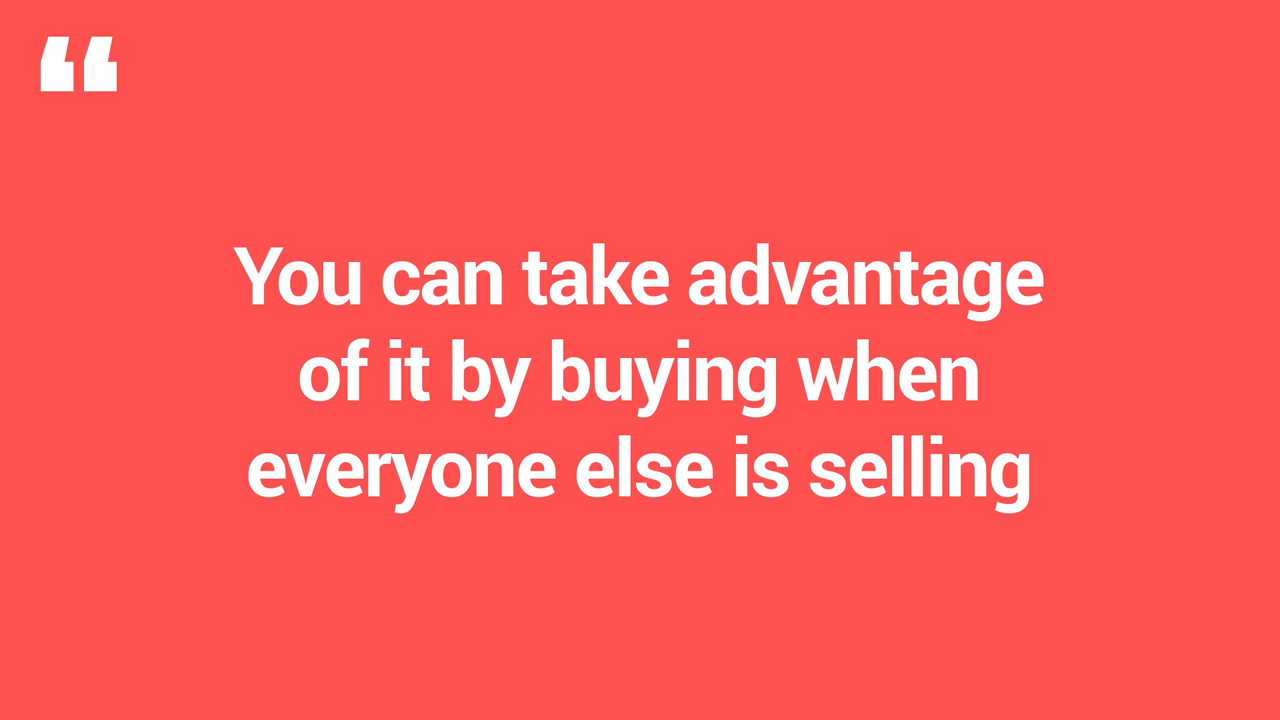 “
You can take advantage
of it by buying when
everyone else is selling